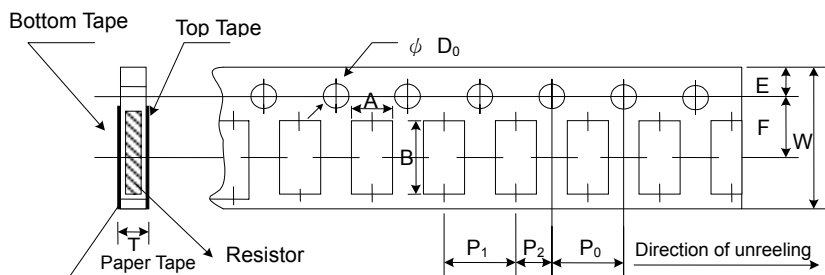 Bottom Tape
Top Tape
ϕ D₀
A
E
F
W
B
T
Paper Tape
Resistor
P₁
P₂
P₀
Direction of unreeling